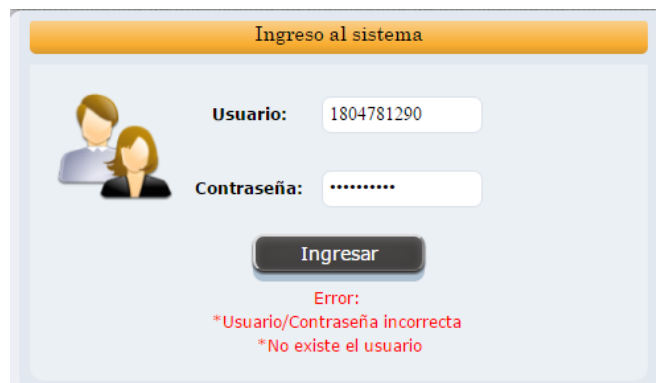 Ingreso al sistema
Usuario: 1804781290
Contraseña: ••••••••••
Ingresar
Error:
*Usuario/Contraseña incorrecta
*No existe el usuario